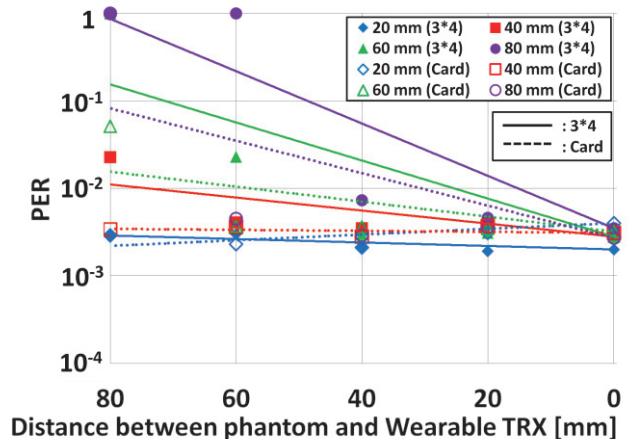 1
10-1
10-2
10-3
10-4
PER
20 mm (3*4)
40 mm (3*4)
60 mm (3*4)
80 mm (3*4)
20 mm (Card)
40 mm (Card)
60 mm (Card)
80 mm (Card)
: 3*4
: Card
80 60 40 20 0
Distance between phantom and Wearable TRX [mm]